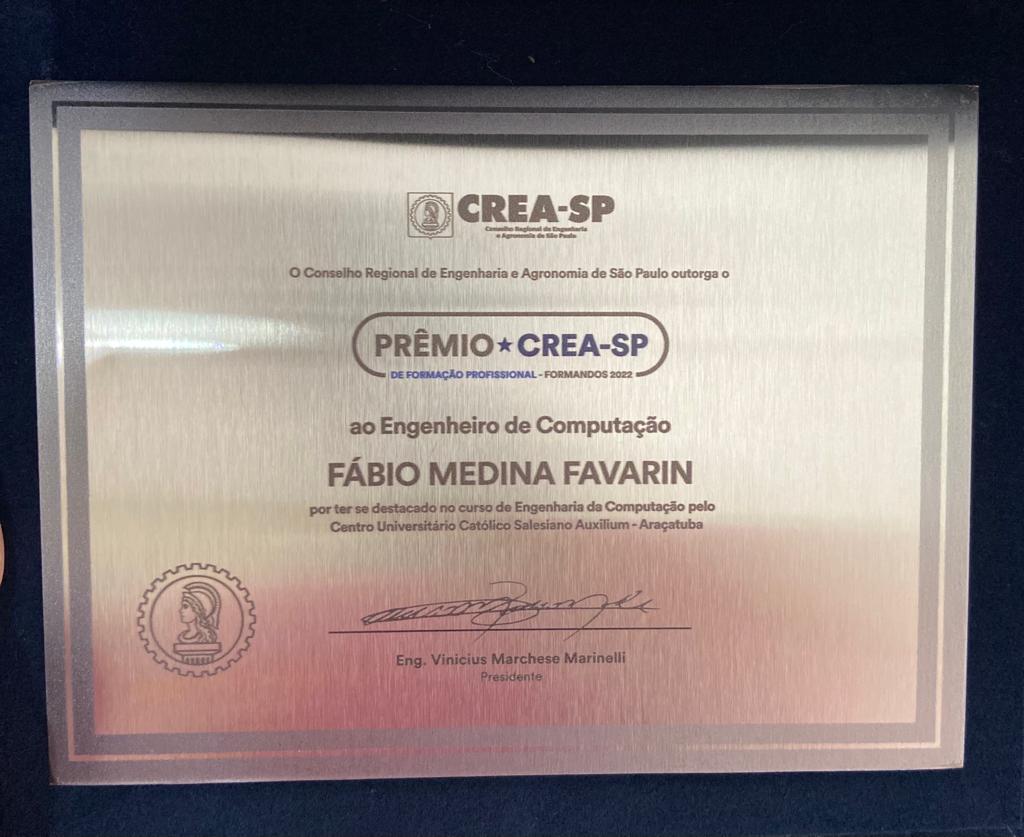 CREA-SP
Conselho Regional de Engenharia
e Agronomia de São Paulo
O Conselho Regional de Engenharia e Agronomia de São Paulo outorga o
PRÊMIO★CREA-SP
DE FORMAÇÃO PROFISSIONAL - FORMANDOS 2022
ao Engenheiro de Computação
FÁBIO MEDINA FAVARIN
por ter se destacado no curso de Engenharia da Computação pelo
Centro Universitário Católico Salesiano Auxilium - Araçatuba
Eng. Vinicius Marchese Marinelli
Presidente